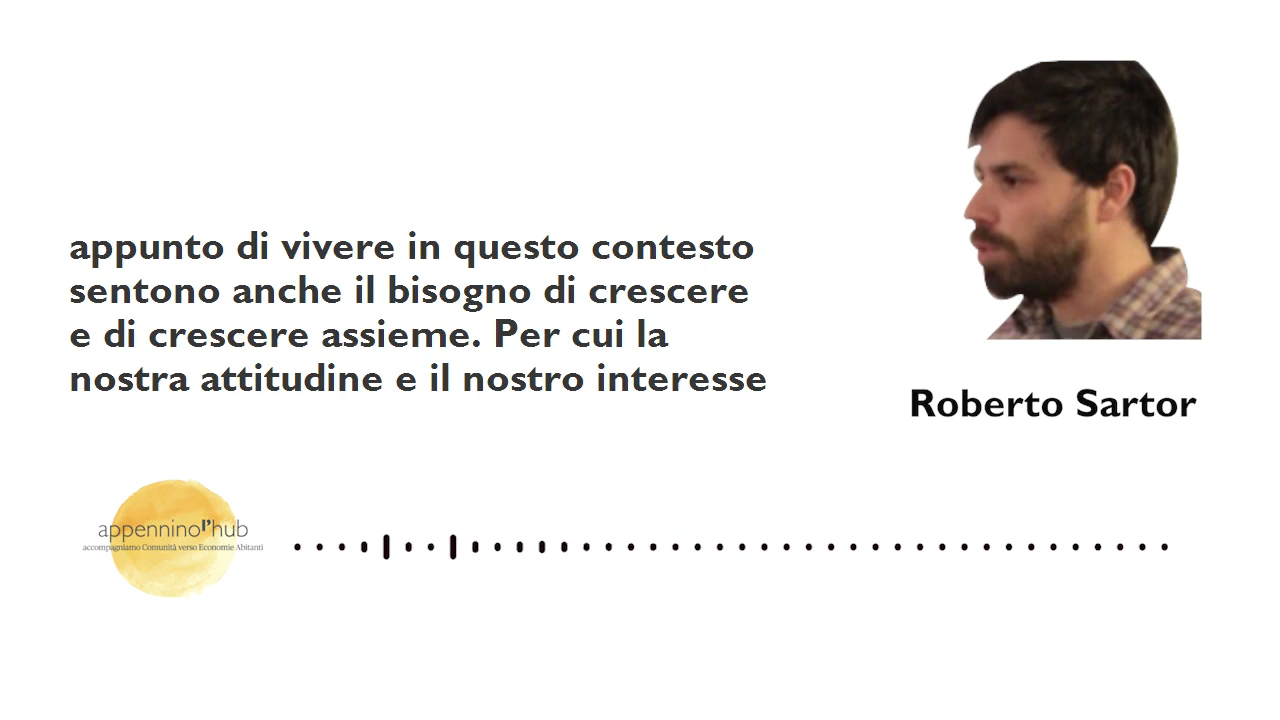 appunto di vivere in questo contesto
sentono anche il bisogno di crescere
e di crescere assieme. Per cui la
nostra attitudine e il nostro interesse
Roberto Sartor
appenninol'hub
accompagniamo Comunità verso Economie Abitanti